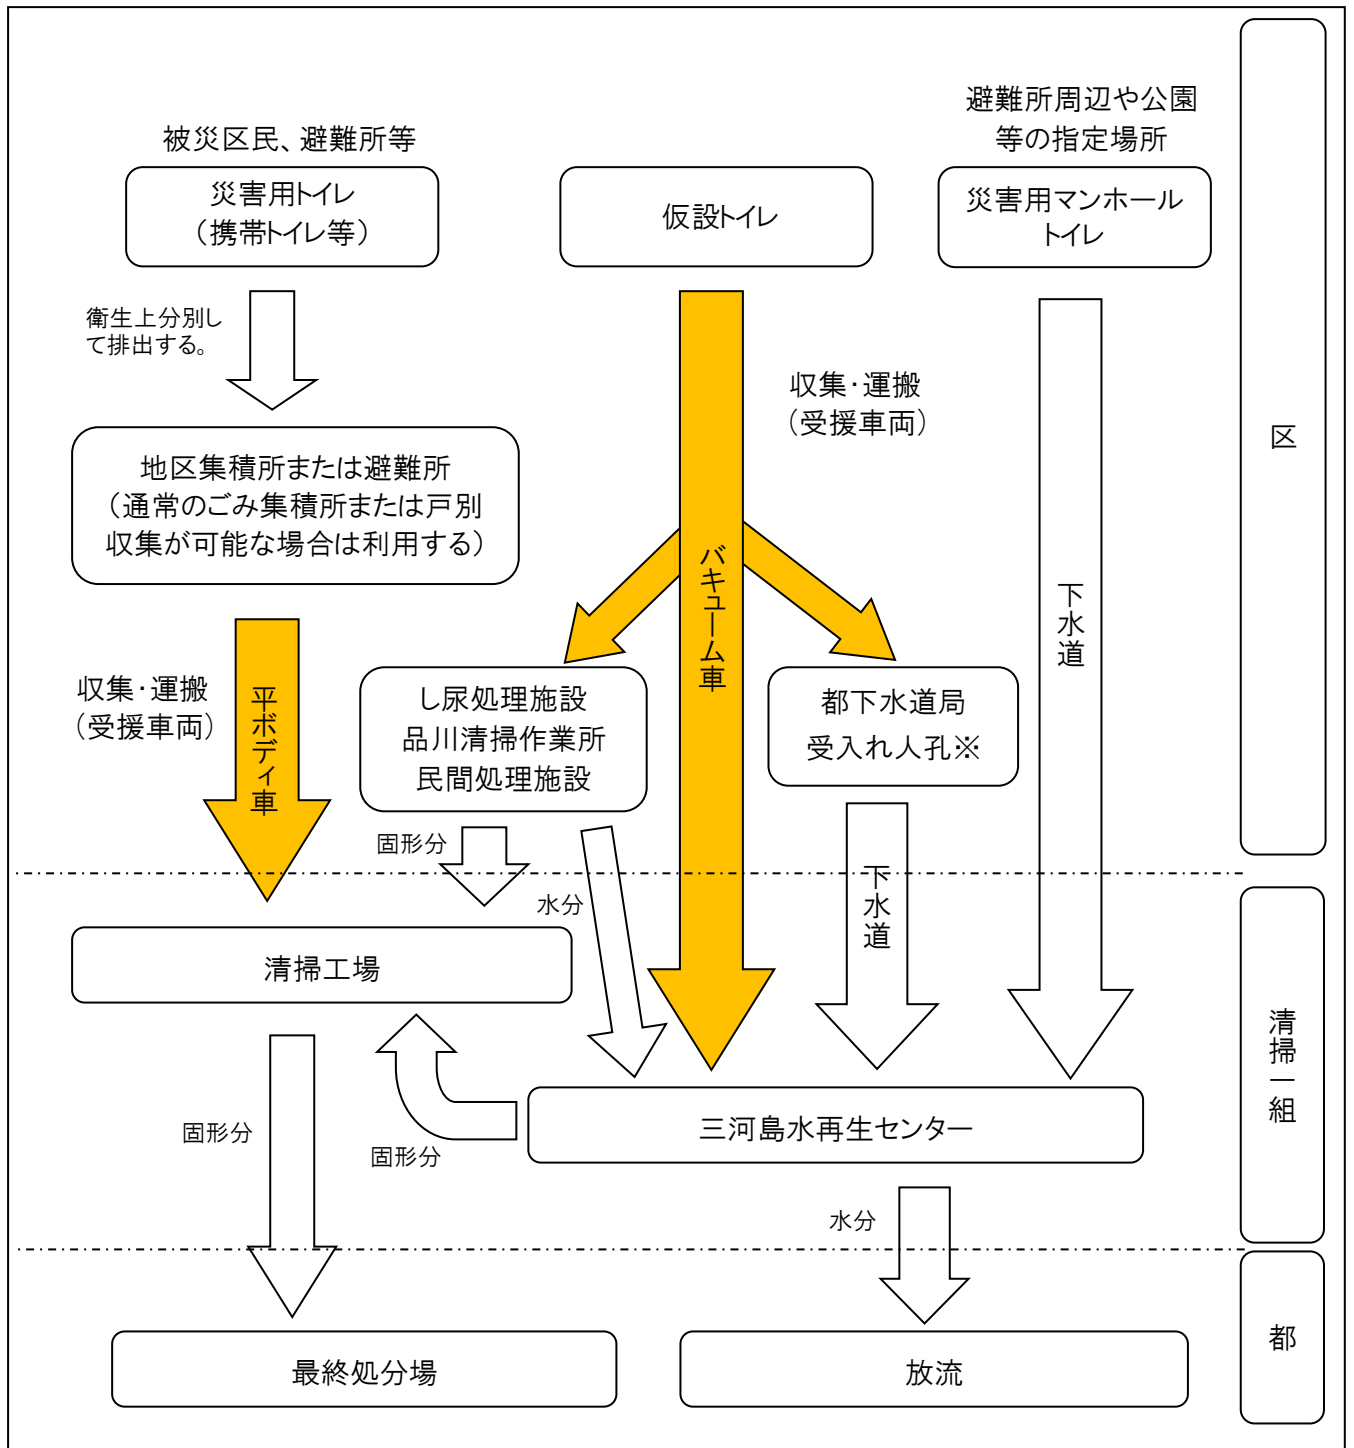 被災区民、避難所等
災害用トイレ
（携帯トイレ等）
仮設トイレ
避難所周辺や公園
等の指定場所
災害用マンホール
トイレ
衛生上分別し
て排出する。
収集・運搬
（受援車両）
地区集積所または避難所
（通常のごみ集積所または戸別
収集が可能な場合は利用する）
区
バキューム車
下水道
収集・運搬
（受援車両）
平ボディ車
し尿処理施設
品川清掃作業所
民間処理施設
都下水道局
受入れ人孔※
固形分
水分
下水道
清掃工場
清掃一組
三河島水再生センター
固形分
固形分
水分
都
最終処分場
放流